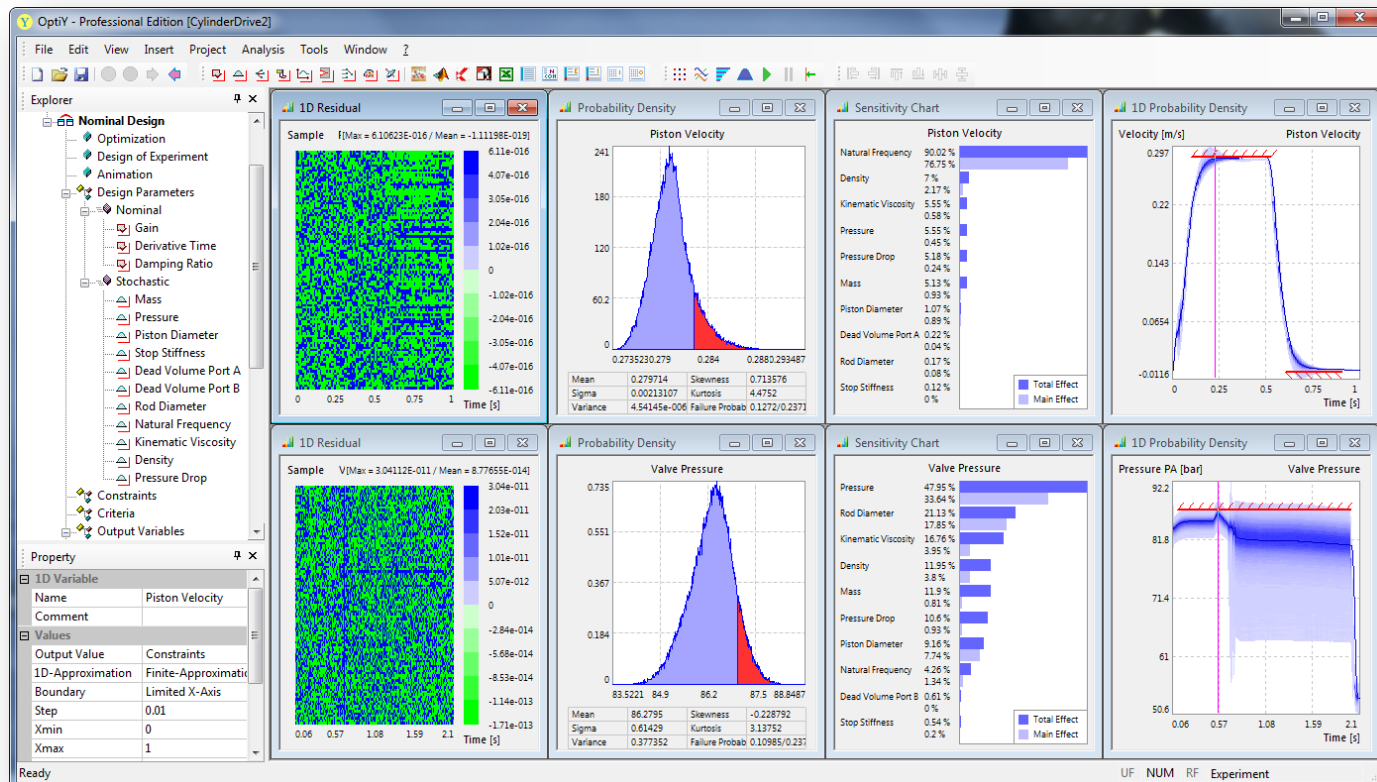 OptiY - Professional Edition [CylinderDrive2]
File Edit View Insert Project Analysis Tools Window ?
Explorer
Nominal Design
Optimization
Design of Experiment
Animation
Design Parameters
Nominal
Gain
Derivative Time
Damping Ratio
Stochastic
Mass
Pressure
Piston Diameter
Stop Stiffness
Dead Volume Port A
Dead Volume Port B
Rod Diameter
Natural Frequency
Kinematic Viscosity
Density
Pressure Drop
Constraints
Criteria
Output Variables
Property
1D Variable
Name Piston Velocity
Comment
Values
Output Value Constraints
1D-Approximation Finite-Approximatic
Boundary Limited X-Axis
Step 0.01
Xmin 0
Xmax 1
1D Residual
Sample [Max = 6.10623E-016 / Mean = -1.11198E-019]
6.11e-016
4.07e-016
3.05e-016
2.04e-016
1.02e-016
0
-1.02e-016
-2.04e-016
-3.05e-016
-4.07e-016
-6.11e-016
0 0.25 0.5 0.75 1
Time [s]
Probability Density
Piston Velocity
241
180
120
60.2
0
0.2735230.279 0.284 0.2880.293487
Mean 0.279714 Skewness 0.713576
Sigma 0.00213107 Kurtosis 4.4752
Variance 4.54145e-006 Failure Probab 0.1272/0.2371
Sensitivity Chart
Piston Velocity
Natural Frequency 90.02 %
76.75 %
Density 7 %
2.17 %
Kinematic Viscosity 5.55 %
0.58 %
Pressure 5.55 %
0.45 %
Pressure Drop 5.18 %
0.24 %
Mass 5.13 %
0.93 %
Piston Diameter 1.07 %
0.89 %
Dead Volume Port A 0.22 %
0.04 %
Rod Diameter 0.17 %
0.08 %
Stop Stiffness 0.12 %
0 %
Total Effect
Main Effect
1D Probability Density
Velocity [m/s] Piston Velocity
0.297
0.22
0.143
0.0654
-0.0116
0 0.25 0.5 0.75 1
Time [s]
1D Residual
Sample V[Max = 3.04112E-011 / Mean = 8.77655E-014]
3.04e-011
2.03e-011
1.52e-011
1.01e-011
5.07e-012
0
-2.84e-014
-5.68e-014
-8.53e-014
-1.14e-013
-1.71e-013
0.06 0.57 1.08 1.59 2.1
Time [s]
Probability Density
Valve Pressure
0.735
0.551
0.367
0.184
0
83.5221 84.9 86.2 87.5 88.8487
Mean 86.2795 Skewness -0.228792
Sigma 0.61429 Kurtosis 3.13752
Variance 0.377352 Failure Probab 0.10985/0.237
Sensitivity Chart
Valve Pressure
Pressure 47.95 %
33.64 %
Rod Diameter 21.13 %
17.85 %
Kinematic Viscosity 16.76 %
3.95 %
Density 11.95 %
3.8 %
Mass 11.9 %
0.81 %
Pressure Drop 10.6 %
0.93 %
Piston Diameter 9.16 %
7.74 %
Natural Frequency 4.26 %
1.34 %
Dead Volume Port B 0.61 %
0 %
Stop Stiffness 0.54 %
0.2 %
Total Effect
Main Effect
1D Probability Density
Pressure PA [bar] Valve Pressure
92.2
81.8
71.4
61
50.6
0.06 0.57 1.08 1.59 2.1
Time [s]
Ready
UF NUM RF Experiment